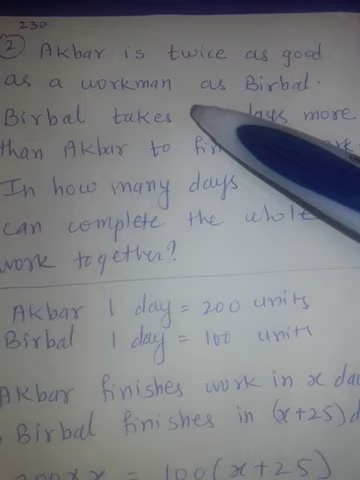 230
2 Akbar is twice as good
as a workman as Birbal.
Birbal takes days more
than Akbar to
In how many days
can complete the whole
work together?
Akbar 1 day = 200 units
Birbal 1 day = 100 units
Akbar finishes work in x
Birbal finishes in (x+25)
x = 100(x+25)